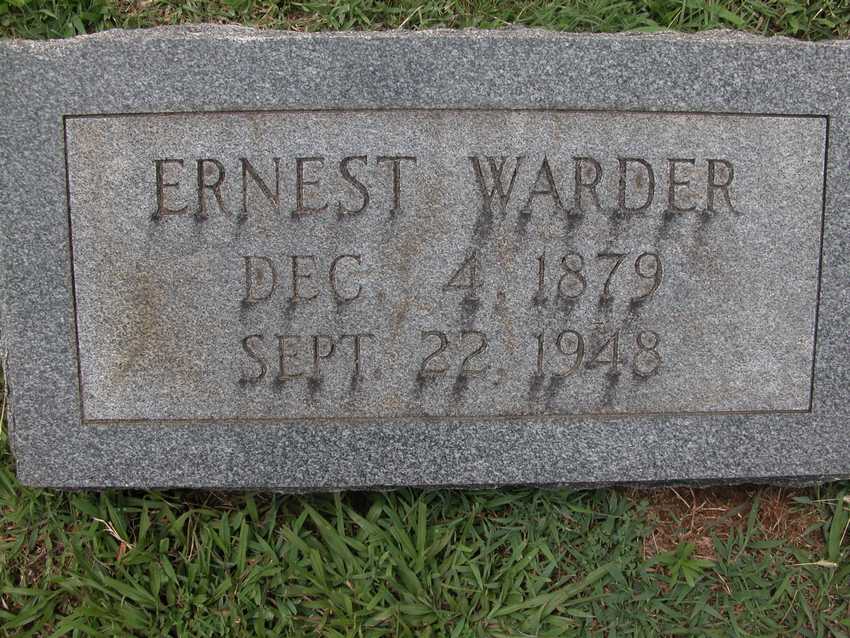 ERNEST WARDER
DEC. 4, 1879
SEPT. 22, 1948